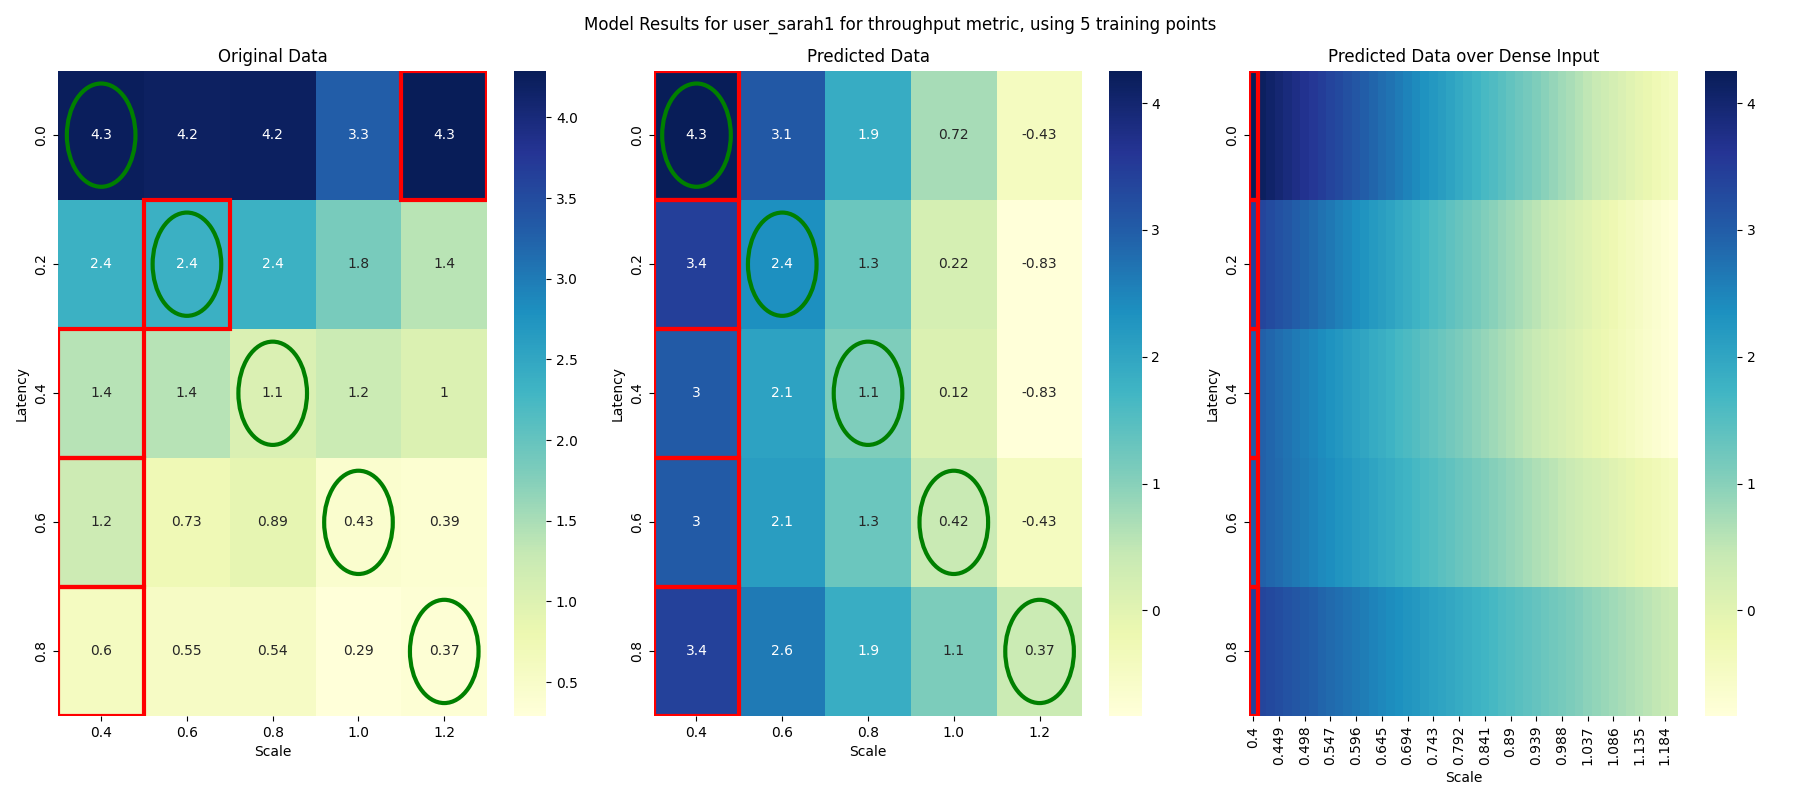 Model Results for user_sarah1 for throughput metric, using 5 training points
Original Data
Latency
0.0 4.3 4.2 4.2 3.3 4.3
0.2 2.4 2.4 2.4 1.8 1.4
0.4 1.4 1.4 1.1 1.2 1
0.6 1.2 0.73 0.89 0.43 0.39
0.8 0.6 0.55 0.54 0.29 0.37
0.4 0.6 0.8 1.0 1.2
Scale
4.0
3.5
3.0
2.5
2.0
1.5
1.0
0.5
Predicted Data
Latency
0.0 4.3 3.1 1.9 0.72 -0.43
0.2 3.4 2.4 1.3 0.22 -0.83
0.4 3 2.1 1.1 0.12 -0.83
0.6 3 2.1 1.3 0.42 -0.43
0.8 3.4 2.6 1.9 1.1 0.37
0.4 0.6 0.8 1.0 1.2
Scale
4
3
2
1
0
Predicted Data over Dense Input
Latency
0.0
0.2
0.4
0.6
0.8
0.4 0.449 0.498 0.547 0.596 0.645 0.694 0.743 0.792 0.841 0.89 0.939 0.988 1.037 1.086 1.135 1.184
Scale
4
3
2
1
0